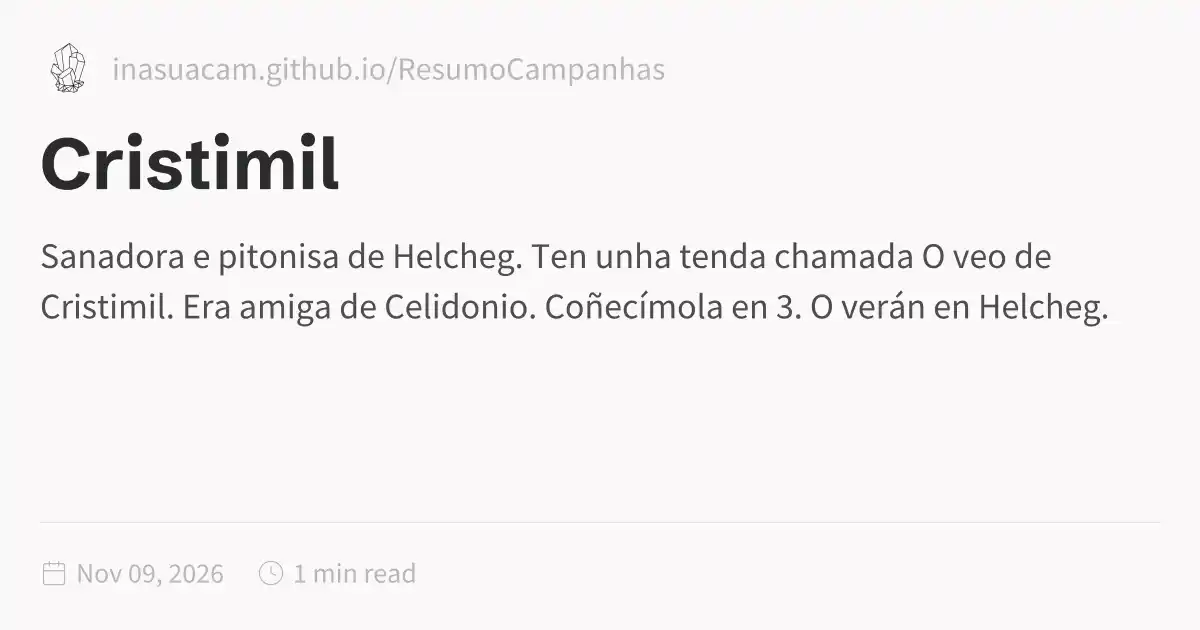 inasuacam.github.io/ResumoCampanhas
Cristimil
Sanadora e pitonisa de Helcheg. Ten unha tenda chamada O veo de
Cristimil. Era amiga de Celidonio. Coñecímola en 3. O verán en Helcheg.
Nov 09, 2026 1 min read